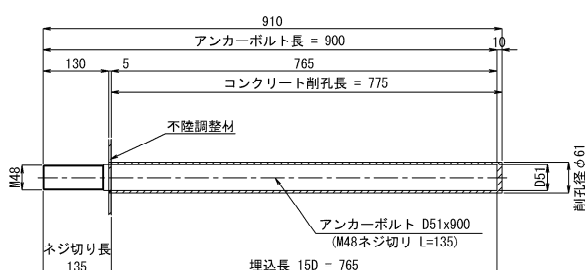 910
アンカーボルト長 = 900
10
130
5
765
コンクリート削孔長 = 775
不陸調整材
M48
D51
削孔径φ61
アンカーボルト D51x900
(M48ネジ切り L=135)
ネジ切り長
135
埋込長 15D - 765